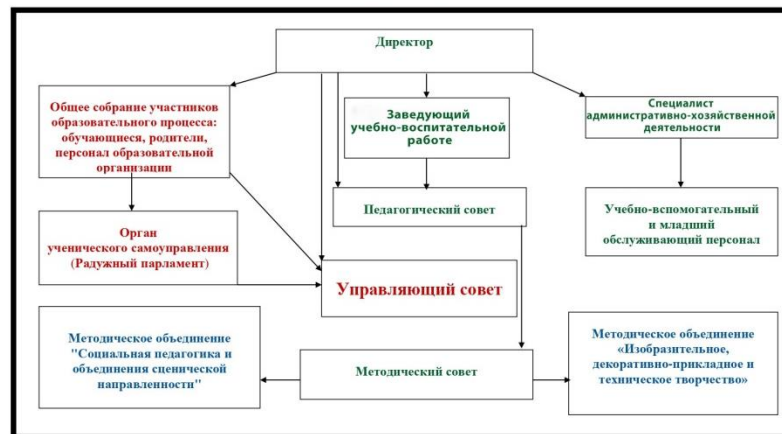 Директор
Общее собрание участников
образовательного процесса:
обучающиеся, родители,
персонал образовательной
организации
Заведующий
учебно-воспитательной
работе
Специалист
административно-хозяйственной
деятельности
Педагогический совет
Учебно-вспомогательный
и младший
обслуживающий персонал
Орган
ученического самоуправления
(Радужный парламент)
Управляющий совет
Методическое объединение
"Социальная педагогика и
объединения сценической
направленности"
Методический совет
Методическое объединение
«Изобразительное,
декоративно-прикладное и
техническое творчество»